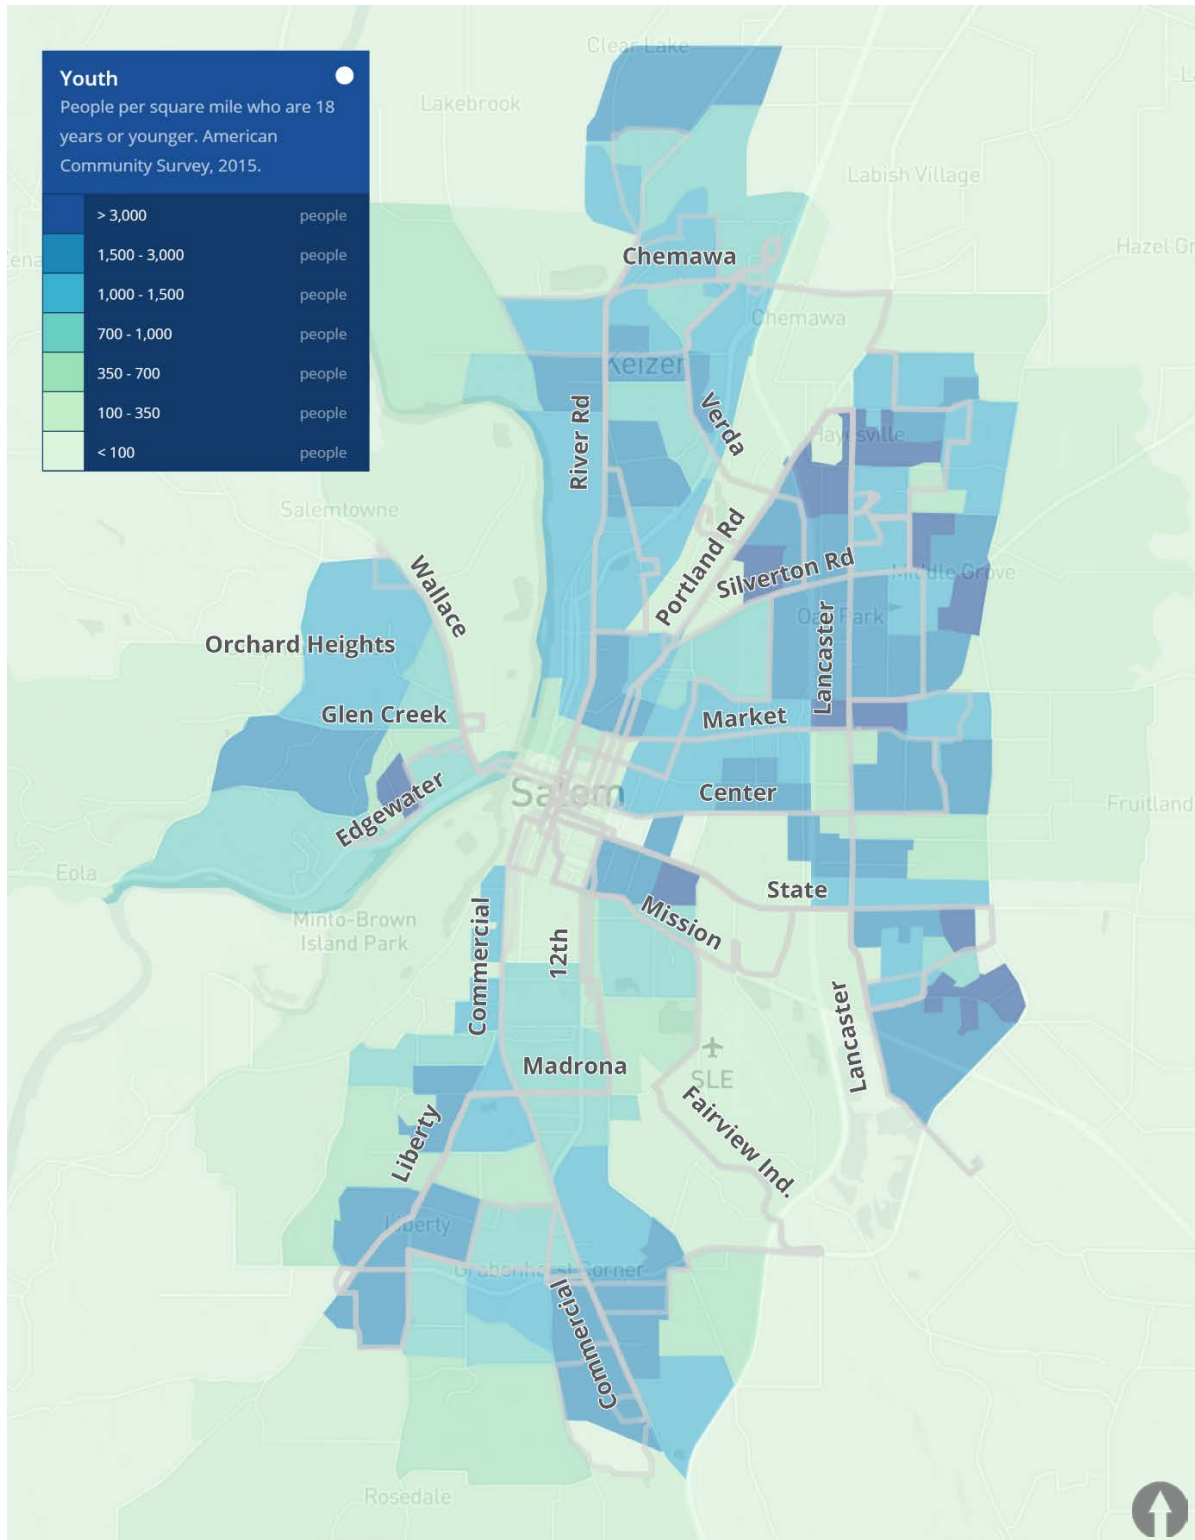 Youth
People per square mile who are 18
years or younger. American
Community Survey, 2015.
> 3,000 people
1,500 - 3,000 people
1,000 - 1,500 people
700 - 1,000 people
350 - 700 people
100 - 350 people
< 100 people
Clear Lake
Lakebrook
Labish Village
Hazel Gr
Chemawa
Chemawa
Keizer
River Rd
Verda
Hayesville
Salemtowne
Wallace
Portland Rd
Silverton Rd
Middle Grove
Orchard Heights
Oak Park
Lancaster
Glen Creek
Market
Edgewater
Salem
Center
Fruitland
Eola
State
Minto-Brown
Island Park
Mission
Commercial
12th
Lancaster
Madrona
SLE
Liberty
Fairview Ind.
Liberty
Grabenhorst Corner
Commercial
Rosedale